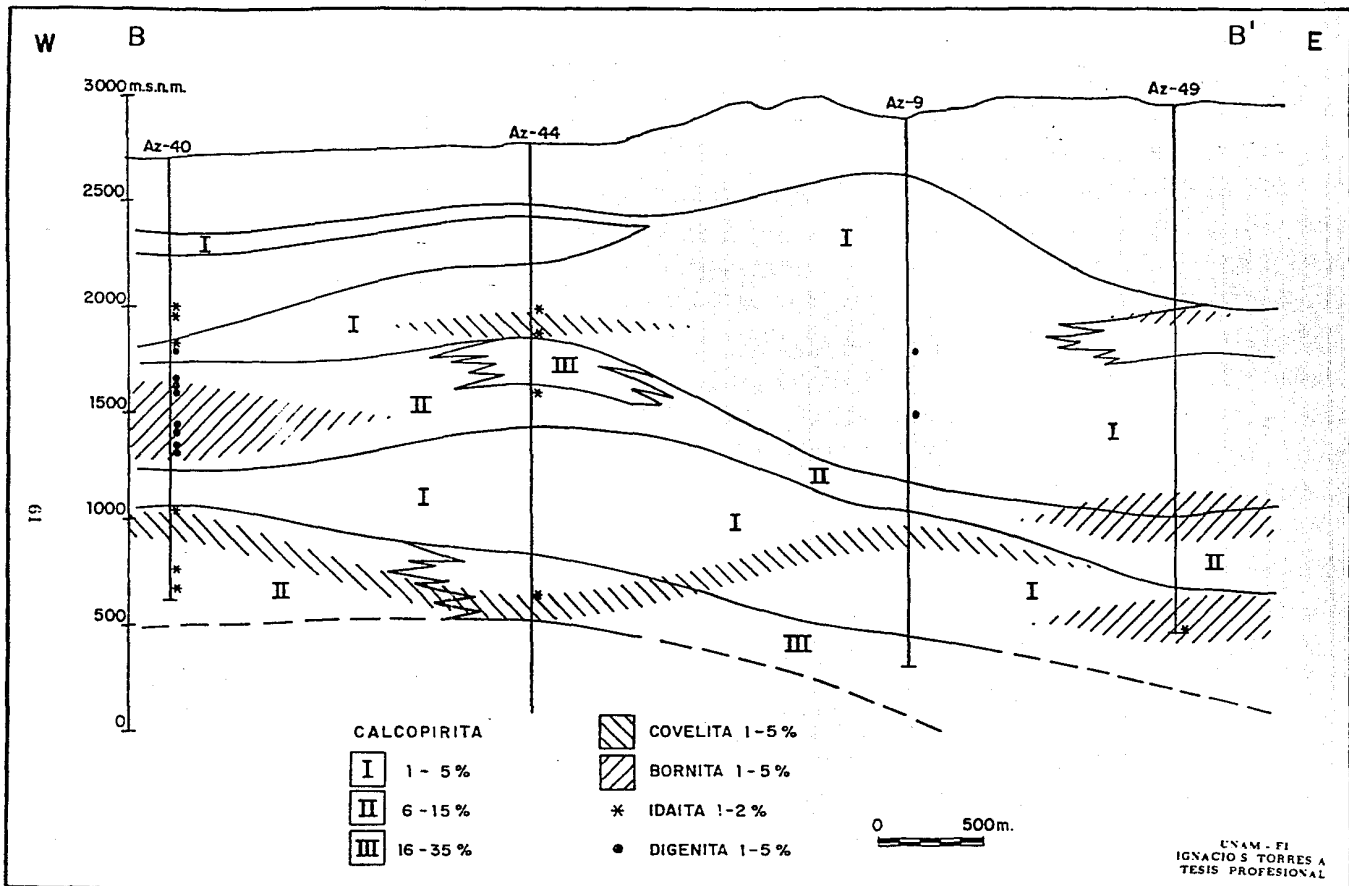 W B B' E
3000 m.s.n.m.
Az-9 Az-49
Az-44
Az-40
2500
I
I
2000
I
III
I
1500
II
II
I
1000
I
II
I
II
500
III
0
61
CALCOPIRITA
I 1 - 5 %
II 6 - 15 %
III 16 - 35 %
COVELITA 1 - 5 %
BORNITA 1 - 5 %
* IDAITA 1 - 2 %
● DIGENITA 1 - 5 %
0 500 m.
UNAM - FI
IGNACIO S TORRES A
TESIS PROFESIONAL